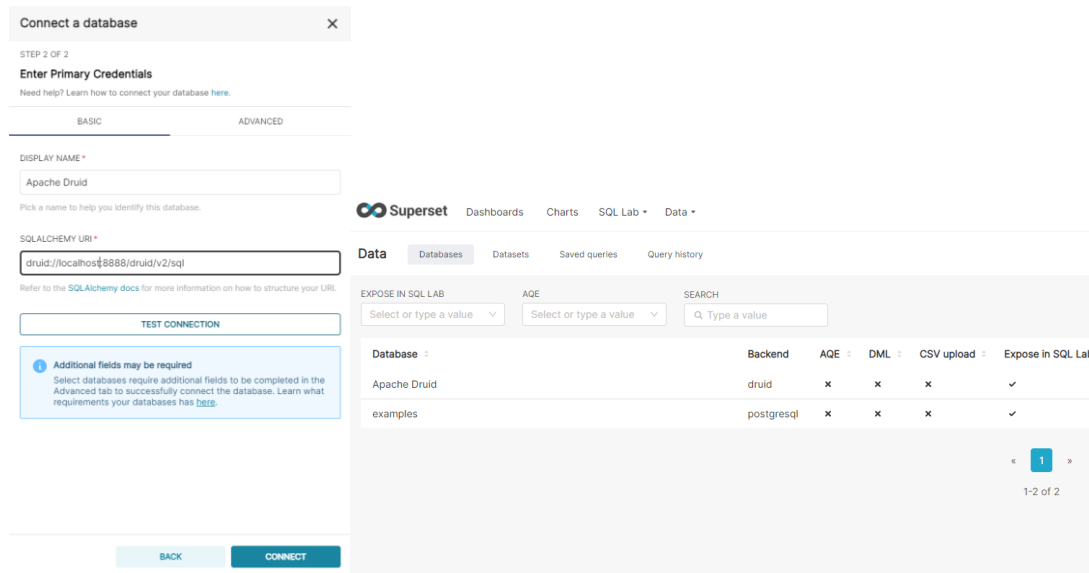 Connect a database
STEP 2 OF 2
Enter Primary Credentials
Need help? Learn how to connect your database here.
BASIC ADVANCED
DISPLAY NAME *
Apache Druid
Pick a name to help you identify this database.
SQLALCHEMY URI *
druid://localhost:8888/druid/v2/sql
Refer to the SQLAlchemy docs for more information on how to structure your URI.
TEST CONNECTION
Additional fields may be required
Select databases require additional fields to be completed in the
Advanced tab to successfully connect the database. Learn what
requirements your databases has here.
BACK CONNECT
Superset Dashboards Charts SQL Lab Data
Data Databases Datasets Saved queries Query history
EXPOSE IN SQL LAB AQE SEARCH
Select or type a value Select or type a value Type a value
Database Backend AQE DML CSV upload Expose in SQL Lab
Apache Druid druid
examples postgresql
« 1 »
1-2 of 2